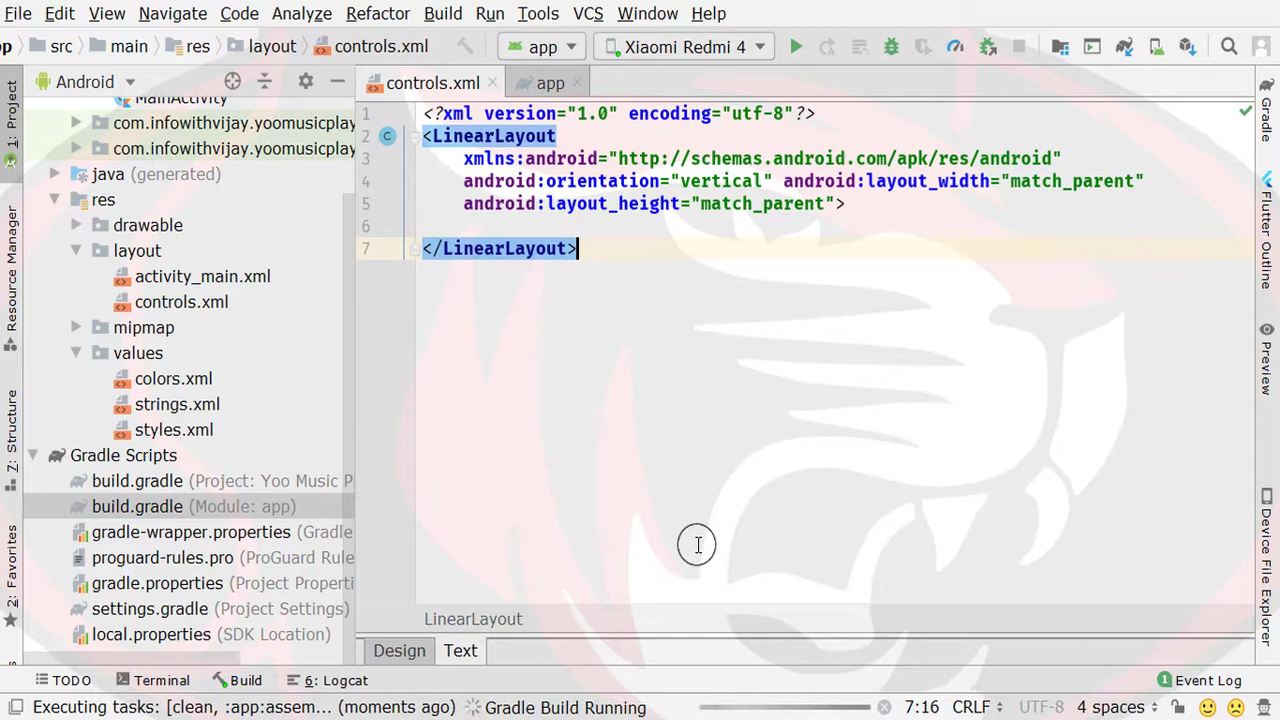 File Edit View Navigate Code Analyze Refactor Build Run Tools VCS Window Help
src main res layout controls.xml app Xiaomi Redmi 4
Android
controls.xml app
MainActivity
com.infowithvijay.yoomusicplay
com.infowithvijay.yoomusicplay
java (generated)
res
drawable
layout
activity_main.xml
controls.xml
mipmap
values
colors.xml
strings.xml
styles.xml
Gradle Scripts
build.gradle (Project: Yoo Music P
build.gradle (Module: app)
gradle-wrapper.properties (Gradle
proguard-rules.pro (ProGuard Rule
gradle.properties (Project Properti
settings.gradle (Project Settings)
local.properties (SDK Location)
1: Project
Resource Manager
Z: Structure
2: Favorites
1 <?xml version="1.0" encoding="utf-8"?>
2 <LinearLayout
3 xmlns:android="http://schemas.android.com/apk/res/android"
4 android:orientation="vertical" android:layout_width="match_parent"
5 android:layout_height="match_parent">
6
7 </LinearLayout>
LinearLayout
Design Text
Gradle
Flutter Outline
Preview
Device File Explorer
TODO Terminal Build 6: Logcat 1 Event Log
Executing tasks: [clean, :app:assem... (moments ago) Gradle Build Running 7:16 CRLF UTF-8 4 spaces